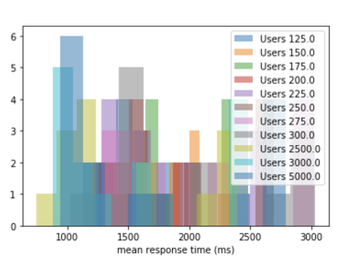 6
5
4
3
2
1
0
Users 125.0
Users 150.0
Users 175.0
Users 200.0
Users 225.0
Users 250.0
Users 275.0
Users 300.0
Users 2500.0
Users 3000.0
Users 5000.0
1000 1500 2000 2500 3000
mean response time (ms)